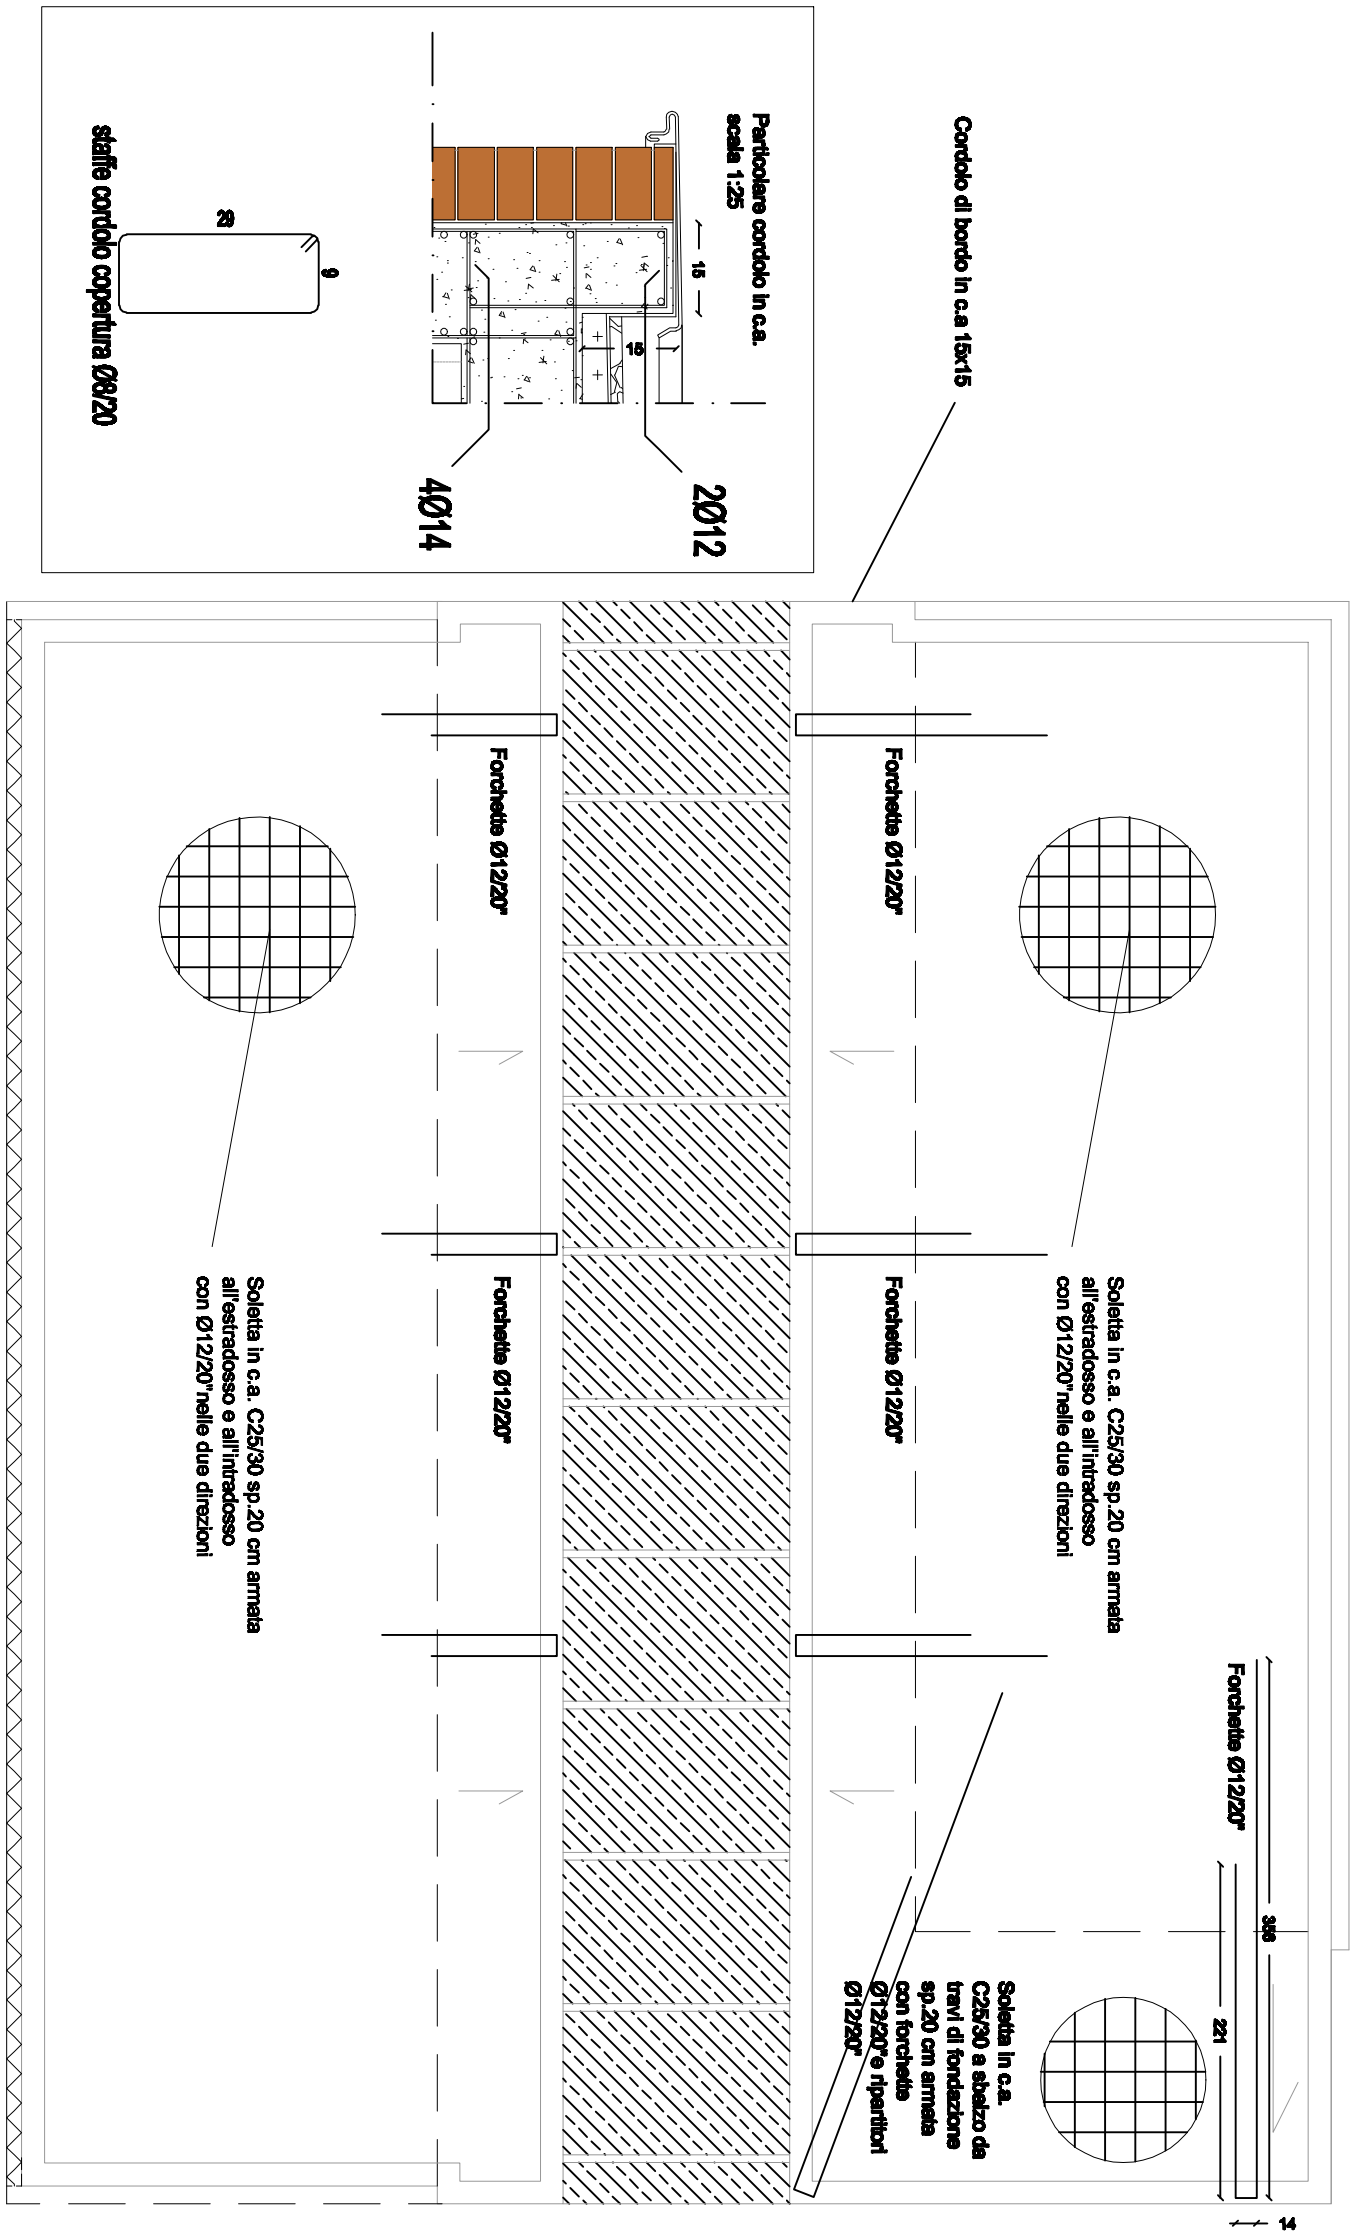 Particolare cordolo in c.a.
scala 1:25
15
15
2Ø12
4Ø14
29
9
staffe cordolo copertura Ø8/20
Cordolo di bordo in c.a 15x15
Forchette Ø12/20"
Forchette Ø12/20"
Forchette Ø12/20"
Forchette Ø12/20"
Soletta in c.a. C25/30 sp.20 cm armata
all'estradosso e all'intradosso
con Ø12/20"nelle due direzioni
Soletta in c.a. C25/30 sp.20 cm armata
all'estradosso e all'intradosso
con Ø12/20"nelle due direzioni
Forchette Ø12/20"
356
221
14
Soletta in c.a.
C25/30 a sbalzo da
travi di fondazione
sp.20 cm armata
con forchette
Ø12/20"e ripartitori
Ø12/20"